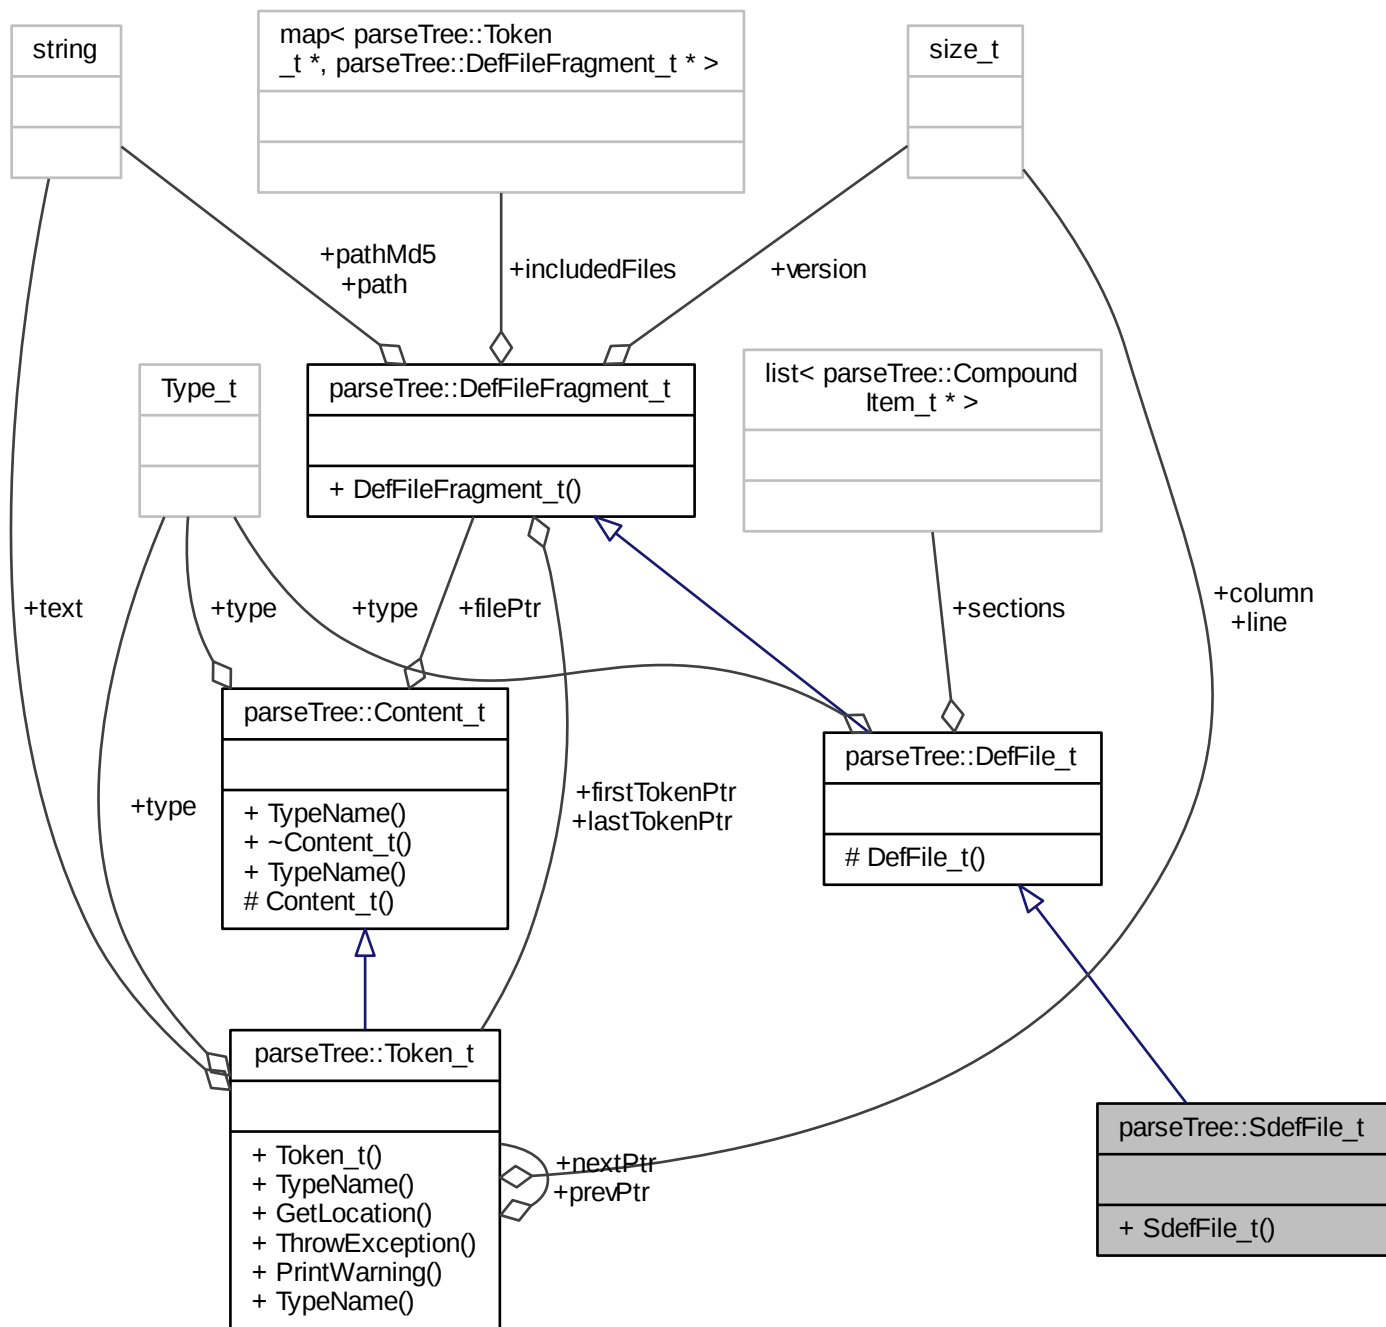 string
map< parseTree::Token
_t *, parseTree::DefFileFragment_t * >
size_t
+pathMd5
+path
+includedFiles
+version
Type_t
parseTree::DefFileFragment_t
+ DefFileFragment_t()
list< parseTree::Compound
Item_t * >
+text
+type
+type
+filePtr
+sections
+column
+line
parseTree::Content_t
+ TypeName()
+ ~Content_t()
+ TypeName()
# Content_t()
+type
+firstTokenPtr
+lastTokenPtr
parseTree::DefFile_t
# DefFile_t()
parseTree::Token_t
+ Token_t()
+ TypeName()
+ GetLocation()
+ ThrowException()
+ PrintWarning()
+ TypeName()
+nextPtr
+prevPtr
parseTree::SdefFile_t
+ SdefFile_t()